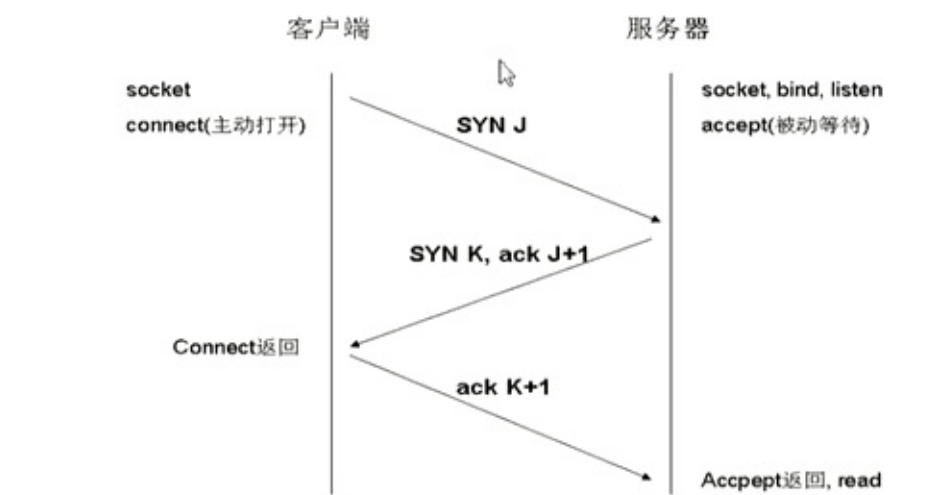 客户端
服务器
socket
socket, bind, listen
connect(主动打开)
SYN J
accept(被动等待)
SYN K, ack J+1
Connect返回
ack K+1
Accpept返回, read